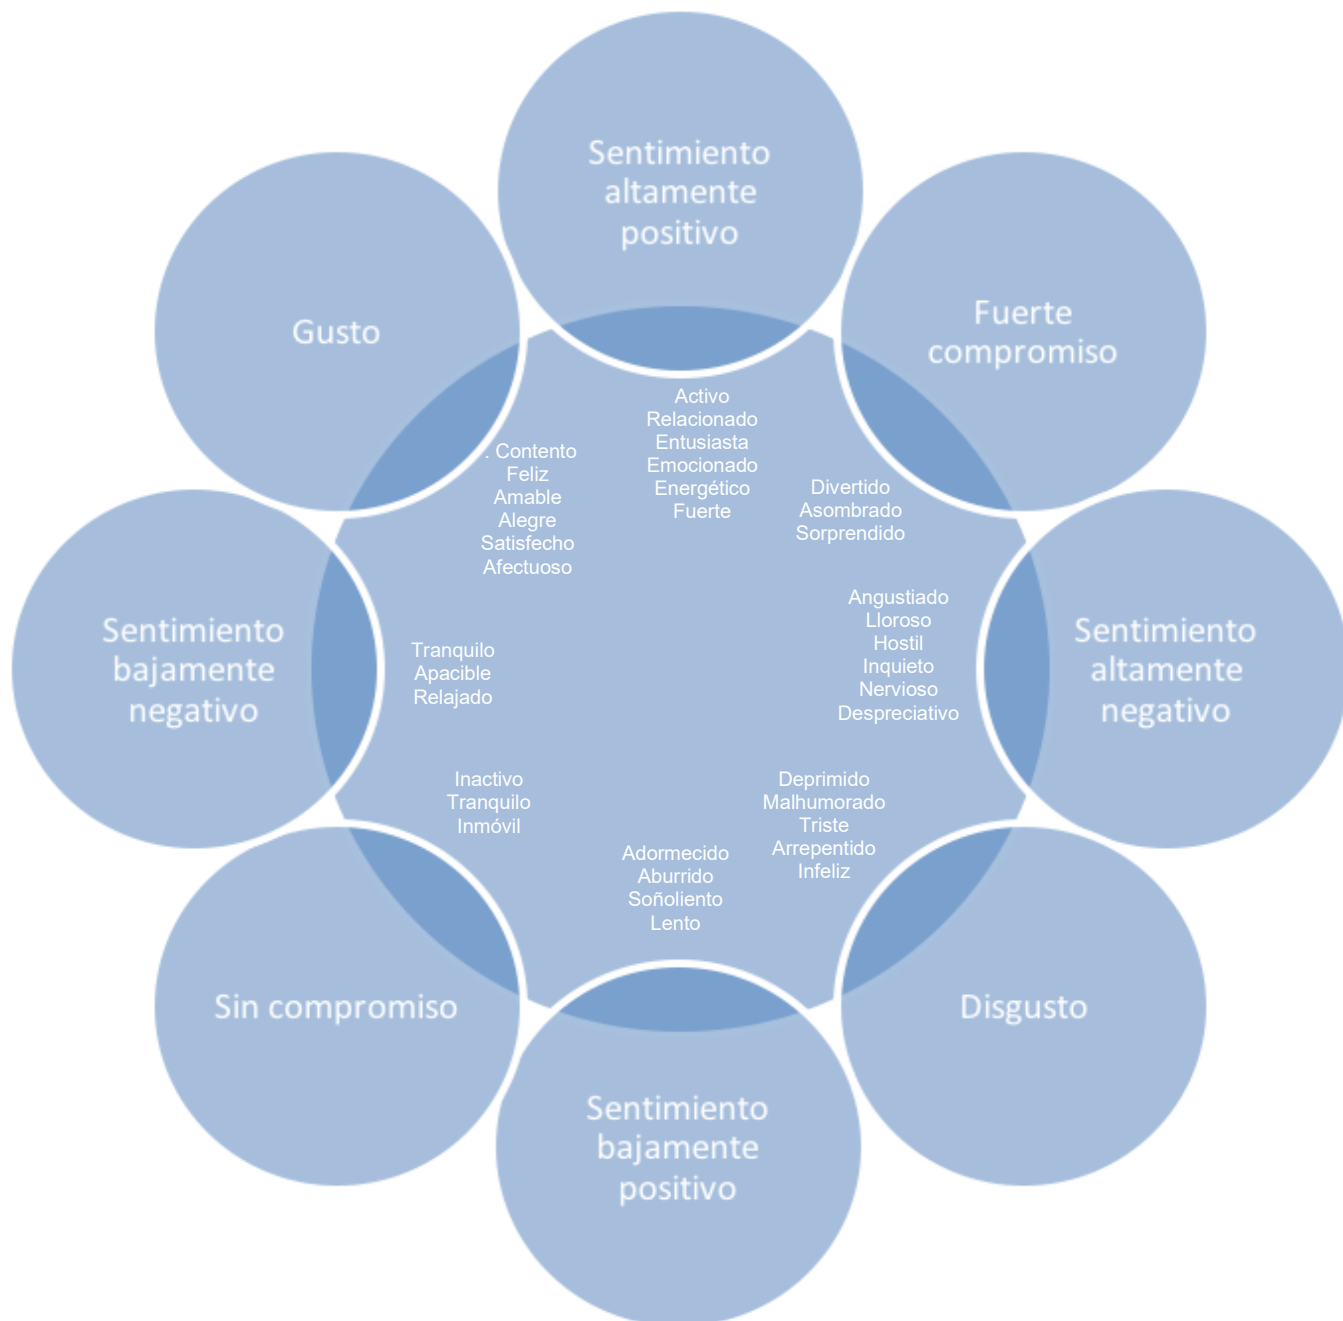 Sentimiento
altamente
positivo
Fuerte
compromiso
Sentimiento
altamente
negativo
Disgusto
Sentimiento
bajamente
positivo
Sin compromiso
Sentimiento
bajamente
negativo
Gusto
Activo
Relacionado
Entusiasta
Emocionado
Energético
Fuerte
Divertido
Asombrado
Sorprendido
Angustiado
Lloroso
Hostil
Inquieto
Nervioso
Despreciativo
Deprimido
Malhumorado
Triste
Arrepentido
Infeliz
Adormecido
Aburrido
Soñoliento
Lento
Inactivo
Tranquilo
Inmóvil
Tranquilo
Apacible
Relajado
. Contento
Feliz
Amable
Alegre
Satisfecho
Afectuoso